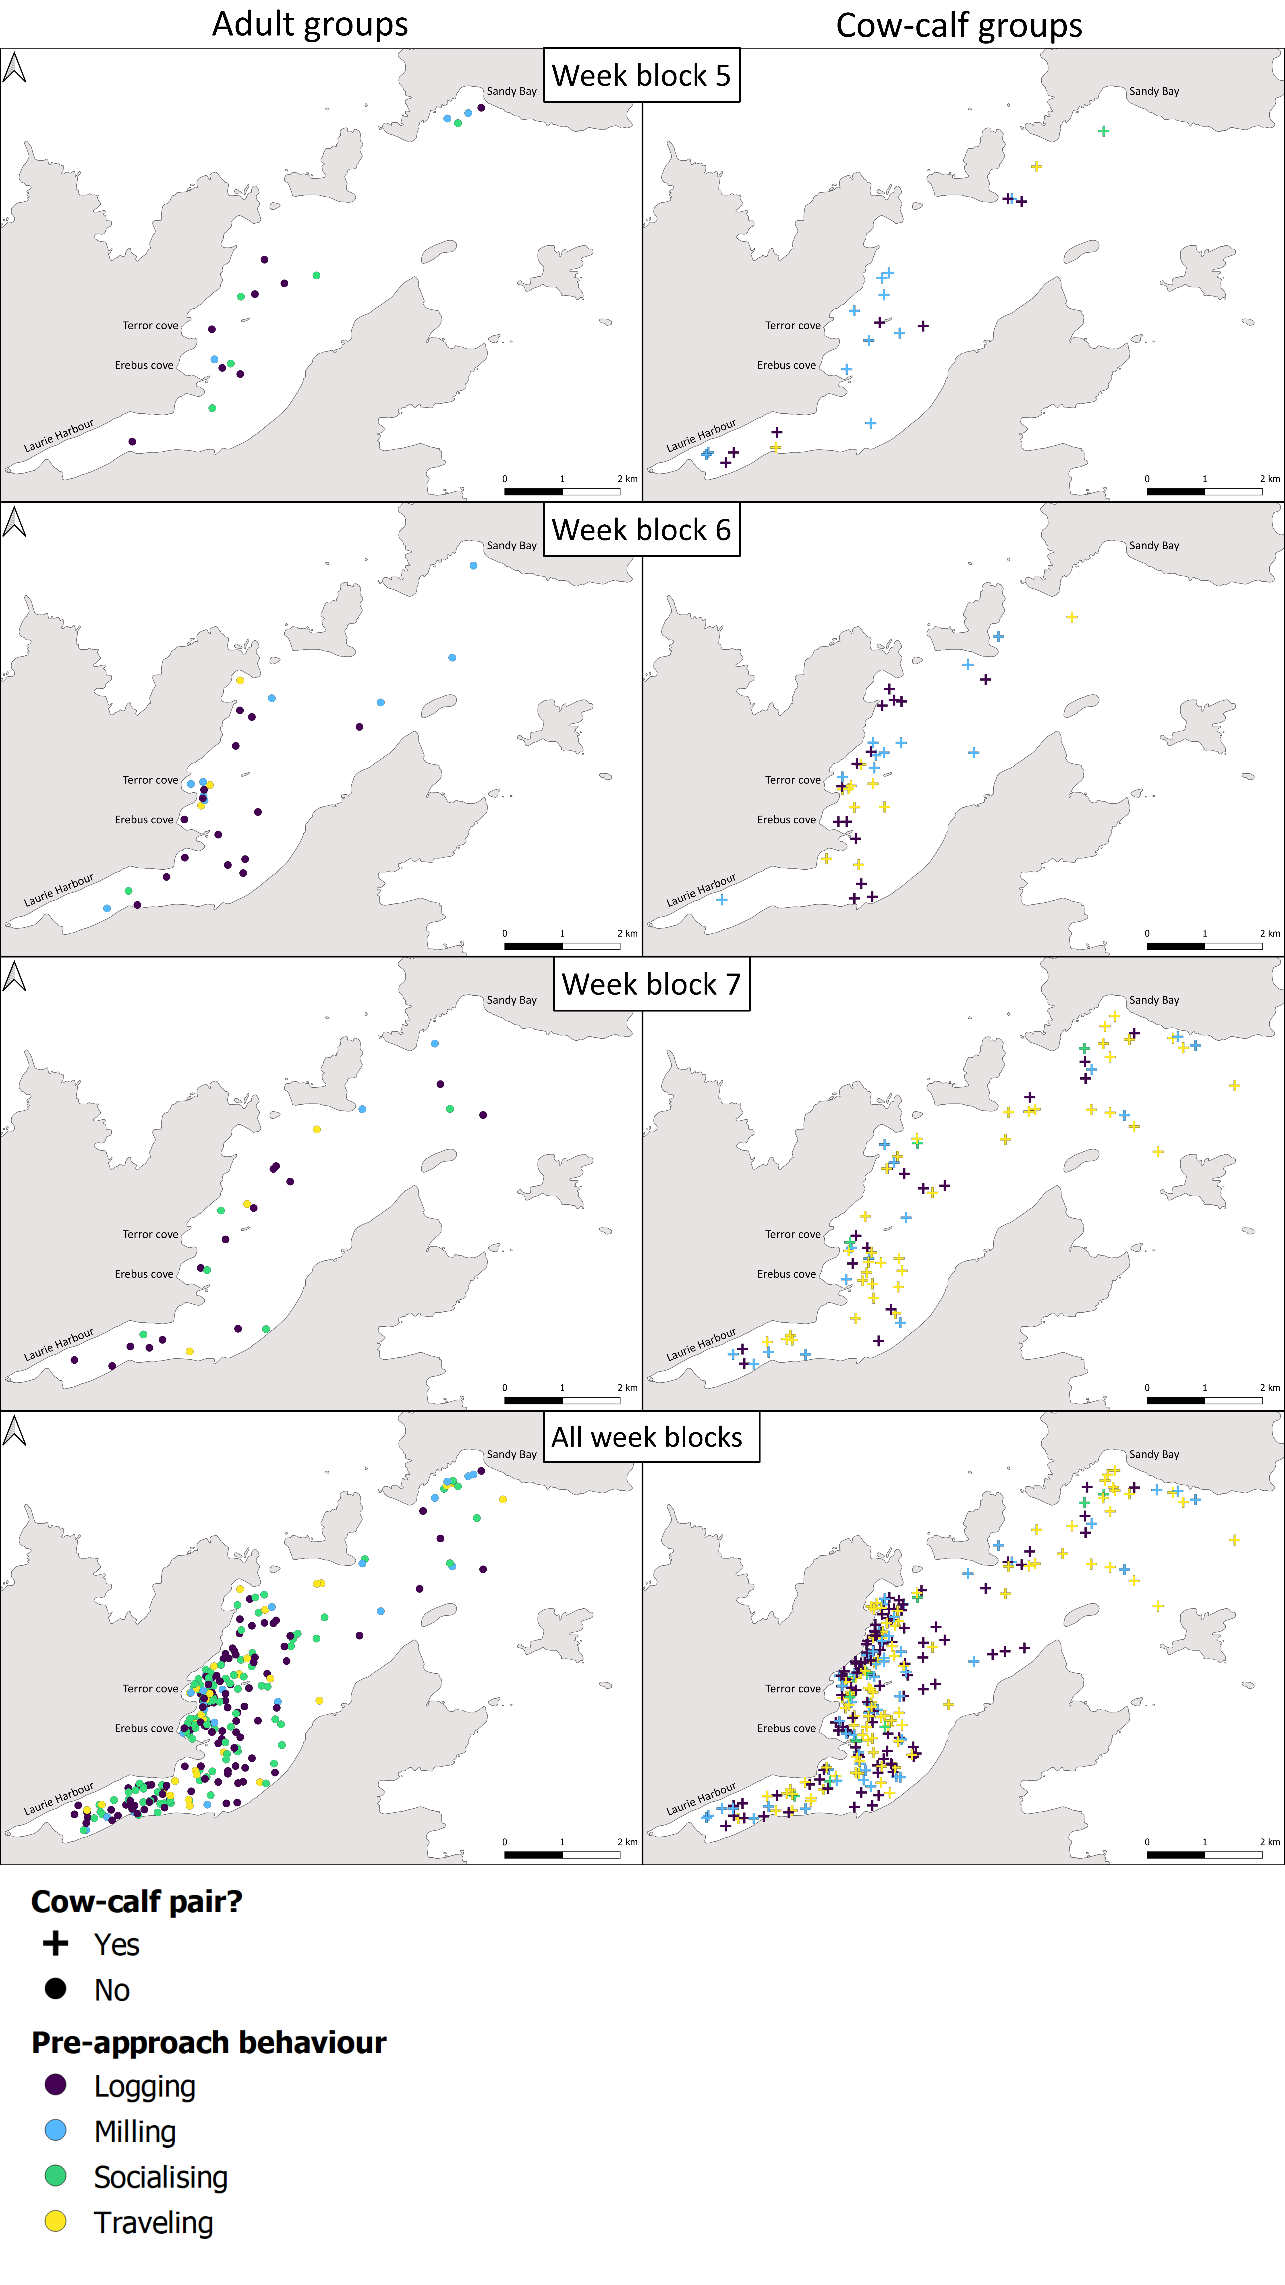 Adult groups
Cow-calf groups
Week block 5
Sandy Bay
Sandy Bay
Terror cove
Terror cove
Erebus cove
Erebus cove
Laurie Harbour
Laurie Harbour
0 1 2 km
0 1 2 km
Week block 6
Sandy Bay
Sandy Bay
Terror cove
Terror cove
Erebus cove
Erebus cove
Laurie Harbour
Laurie Harbour
0 1 2 km
0 1 2 km
Week block 7
Sandy Bay
Sandy Bay
Terror cove
Terror cove
Erebus cove
Erebus cove
Laurie Harbour
Laurie Harbour
0 1 2 km
0 1 2 km
All week blocks
Sandy Bay
Sandy Bay
Terror cove
Terror cove
Erebus cove
Erebus cove
Laurie Harbour
Laurie Harbour
0 1 2 km
0 1 2 km
Cow-calf pair?
Yes
No
Pre-approach behaviour
Logging
Milling
Socialising
Traveling